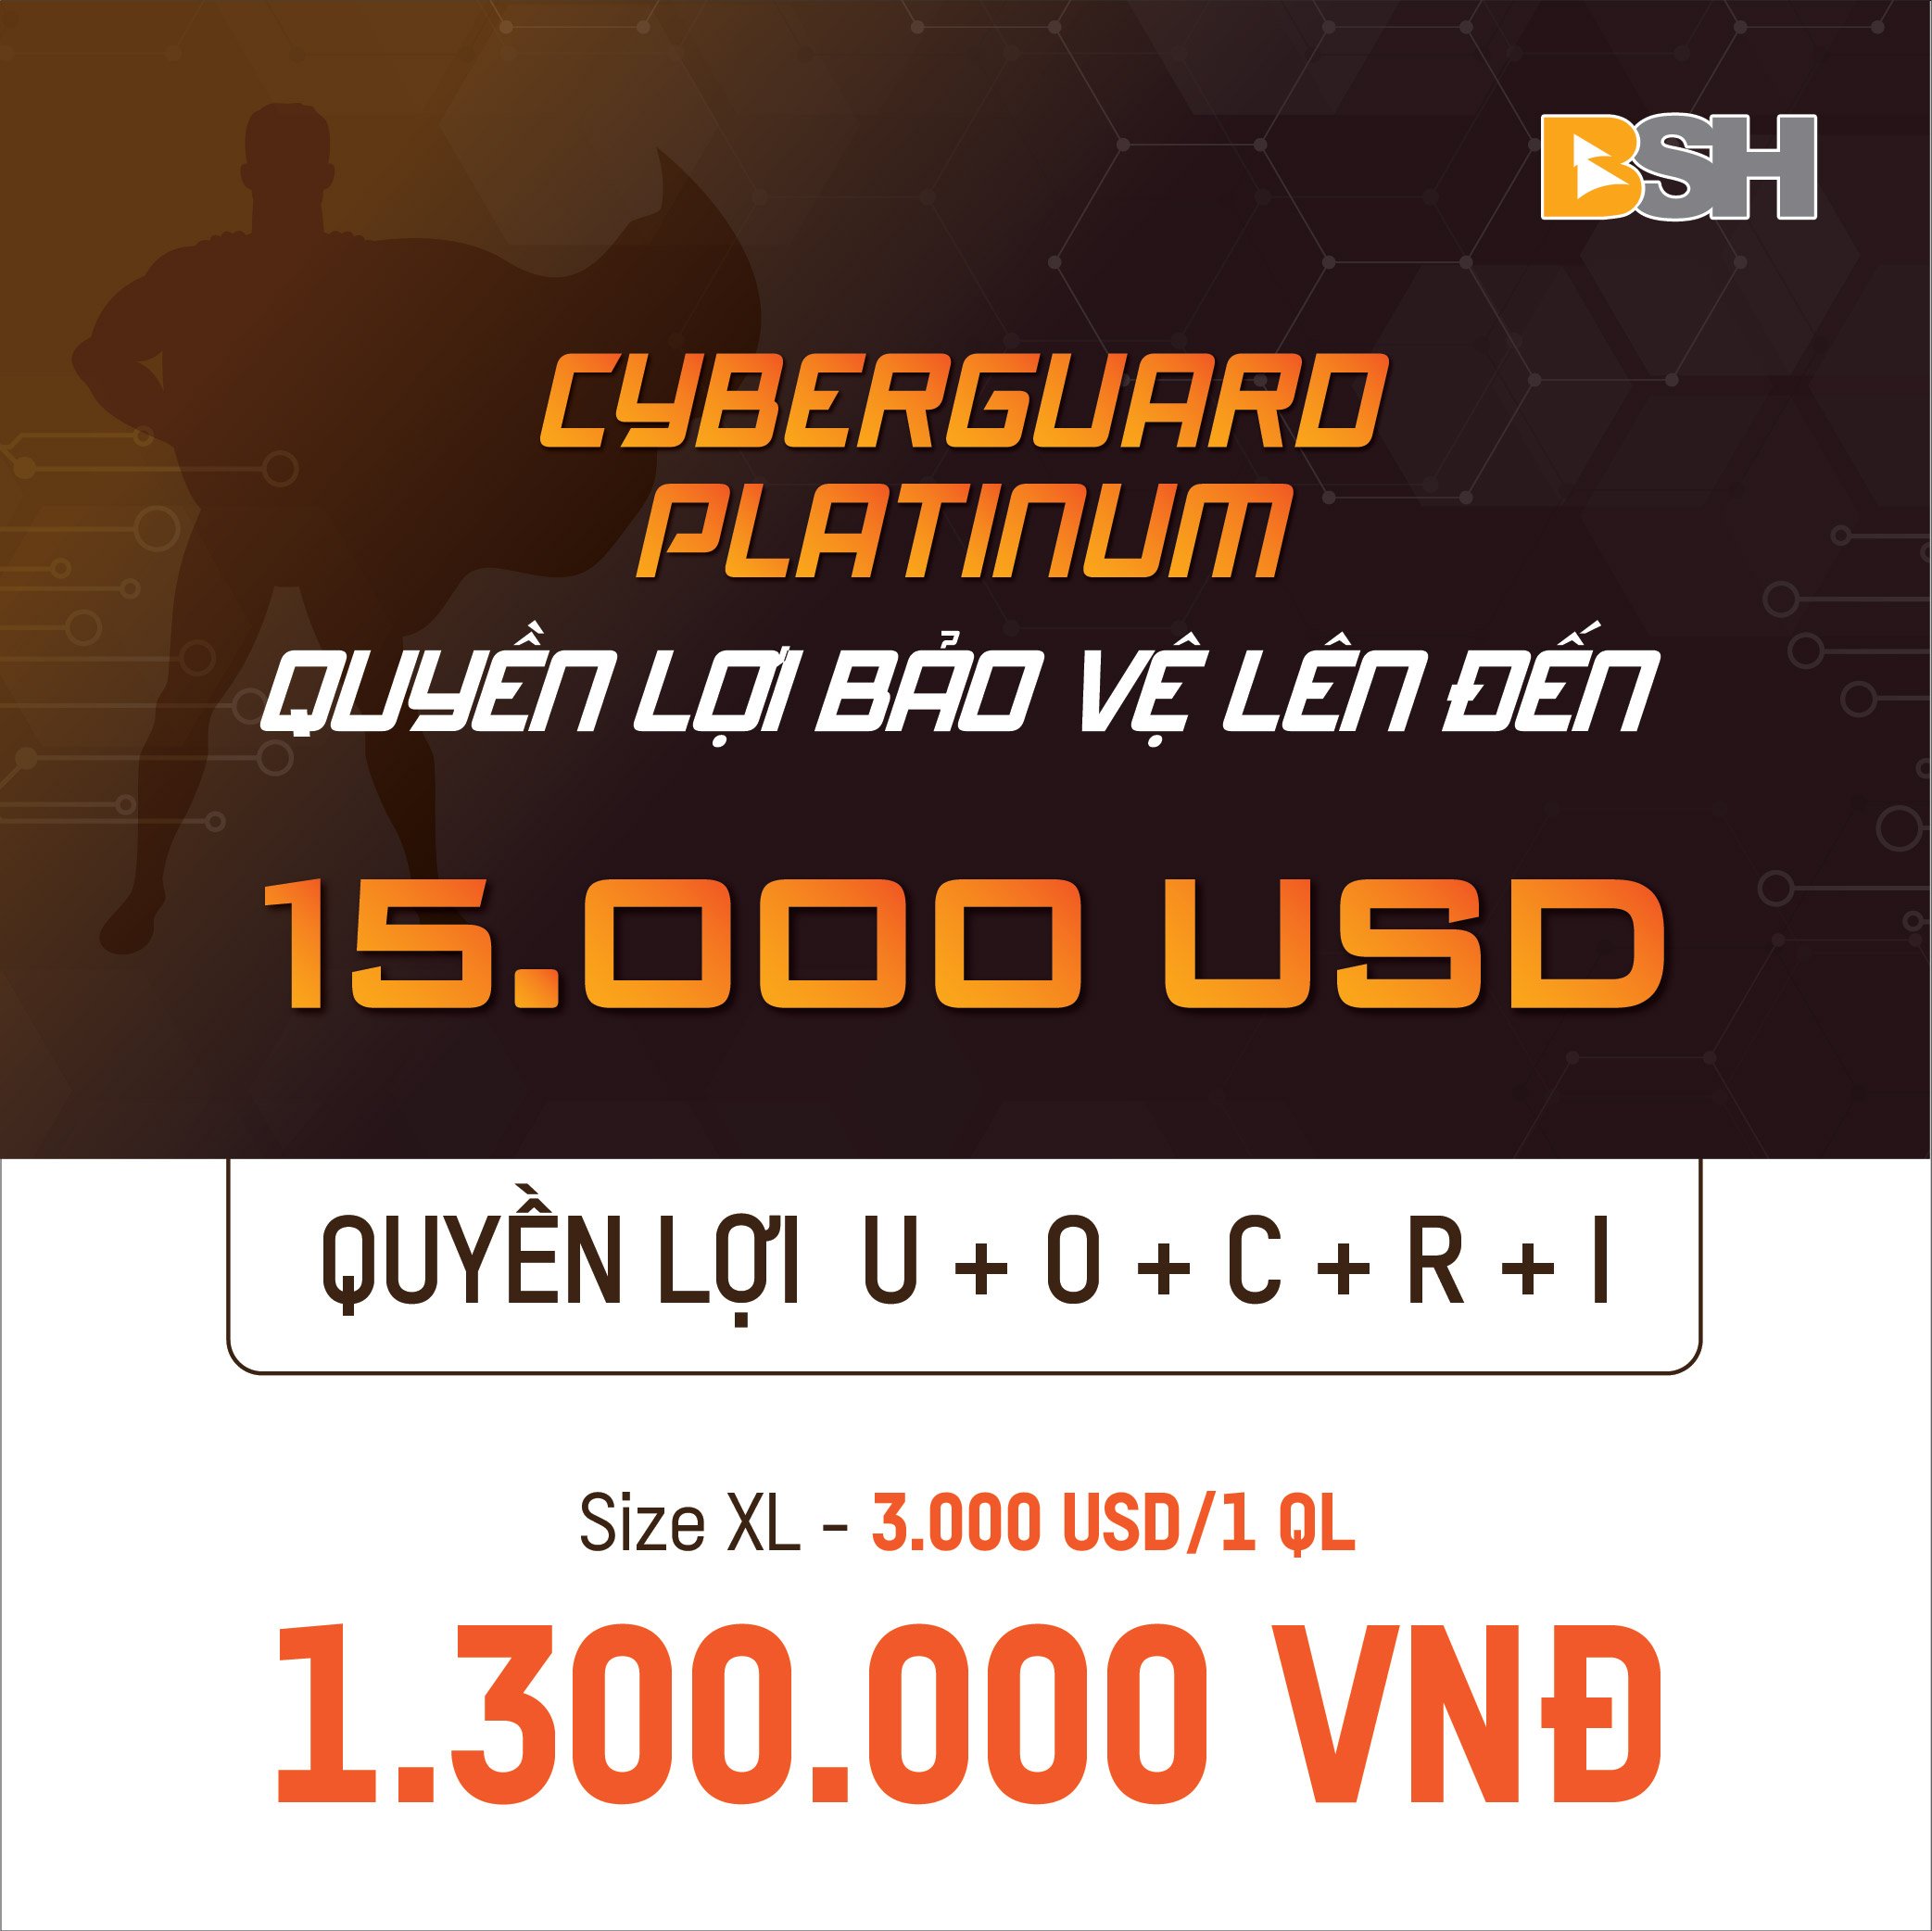 BSH
CYBERGUARD
PLATINUM
QUYỀN LỢI BẢO VỆ LÊN ĐẾN
15.000 USD
QUYỀN LỢI U + O + C + R + I
Size XL - 3.000 USD/1 QL
1.300.000 VNĐ